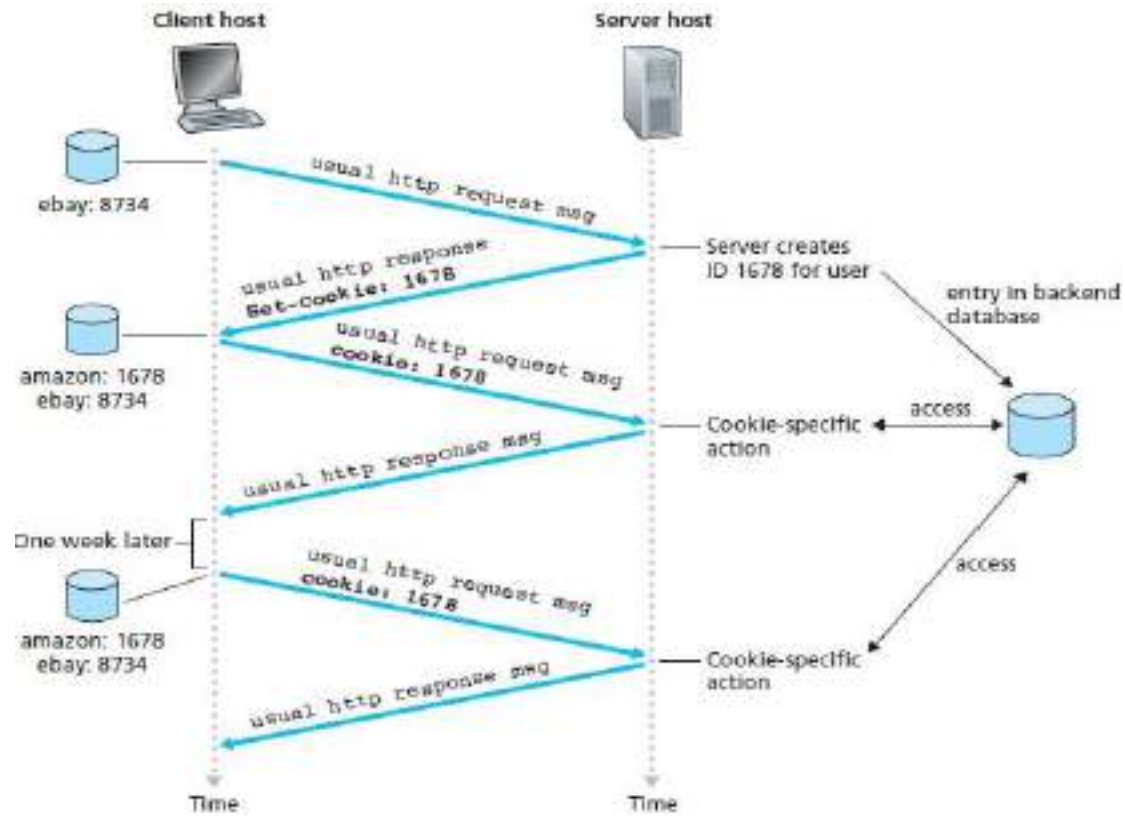 Client host
Server host
usual http request msg
ebay: 8734
Server creates
ID 1678 for user
usual http response
Set-cookie: 1678
entry in backend
database
usual http request msg
cookie: 1678
amazon: 1678
ebay: 8734
access
Cookie-specific
action
usual http response msg
One week later
usual http request msg
cookie: 1678
access
amazon: 1678
ebay: 8734
Cookie-specific
action
usual http response msg
Time
Time